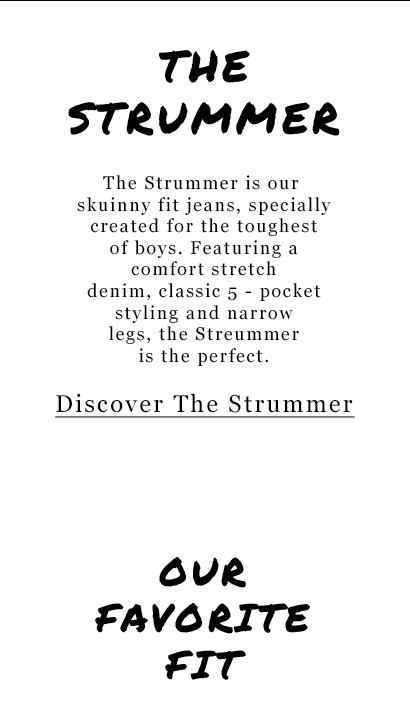 THE
STRUMMER
The Strummer is our
skuinny fit jeans, specially
created for the toughest
of boys. Featuring a
comfort stretch
denim, classic 5 - pocket
styling and narrow
legs, the Streummer
is the perfect.
Discover The Strummer
OUR
FAVORITE
FIT